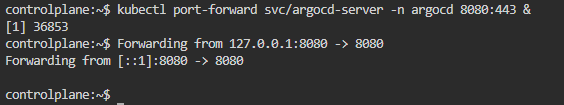 controlplane:~$ kubectl port-forward svc/argocd-server -n argocd 8080:443 &
[1] 36853
controlplane:~$ Forwarding from 127.0.0.1:8080 -> 8080
Forwarding from [::1]:8080 -> 8080
controlplane:~$